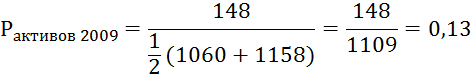 Р активов 2009 = 148 / (1/2 (1060 + 1158)) = 148 / 1109 = 0,13